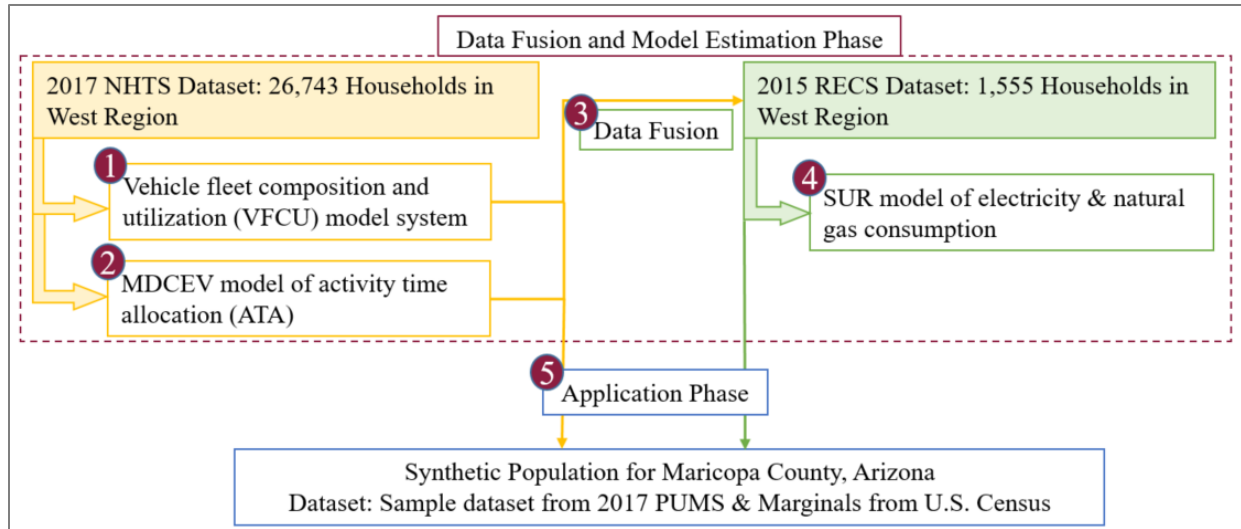 Data Fusion and Model Estimation Phase
2017 NHTS Dataset: 26,743 Households in
West Region
1
Vehicle fleet composition and
utilization (VFCU) model system
2
MDCEV model of activity time
allocation (ATA)
3
Data Fusion
2015 RECS Dataset: 1,555 Households in
West Region
4
SUR model of electricity & natural
gas consumption
5
Application Phase
Synthetic Population for Maricopa County, Arizona
Dataset: Sample dataset from 2017 PUMS & Marginals from U.S. Census